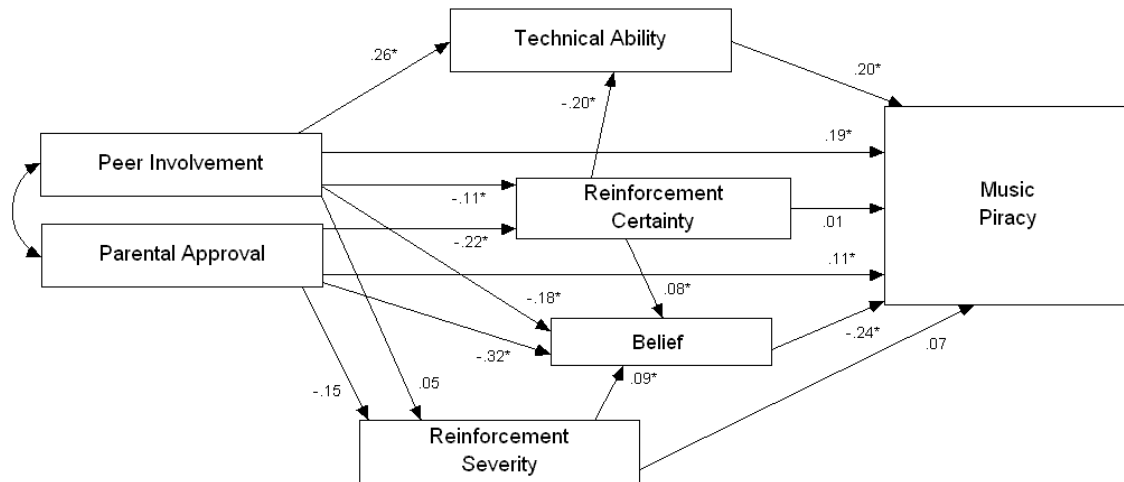 Technical Ability
.26*
.20*
-.20*
Peer Involvement
.19*
Music
Piracy
Reinforcement
Certainty
-.11*
.01
Parental Approval
-.22*
.11*
.08*
-.18*
Belief
-.24*
.07
-.32*
.09*
-.15
.05
Reinforcement
Severity